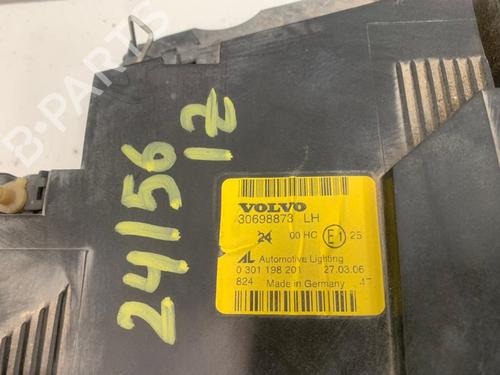 24156
IZ
VOLVO
30698873 LH
24 00 HC E1 25
AL Automotive Lighting
0 301 198 201 27.03.06
824 Made in Germany 47
B-PARTS